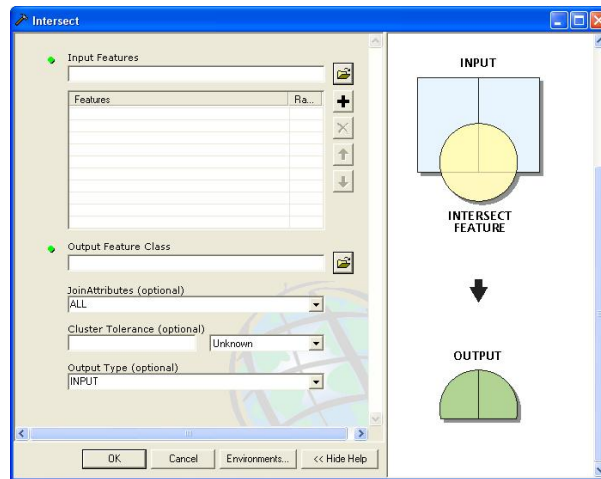 Intersect
Input Features
Features Ra...
Output Feature Class
JoinAttributes (optional)
ALL
Cluster Tolerance (optional)
Unknown
Output Type (optional)
INPUT
OK Cancel Environments... << Hide Help
INPUT
INTERSECT
FEATURE
OUTPUT